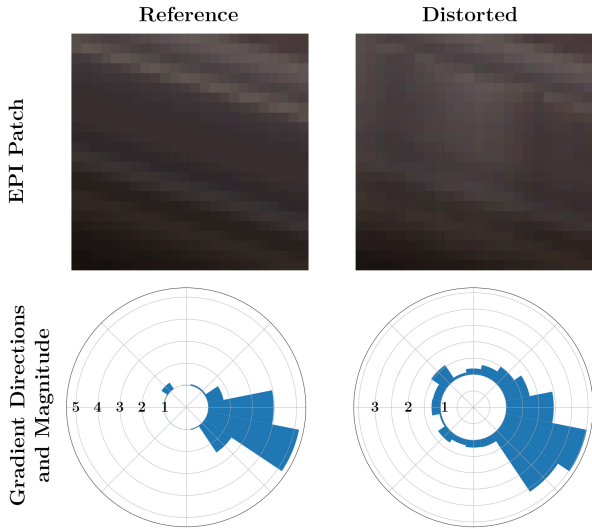 Reference
Distorted
EPI Patch
Gradient Directions
and Magnitude
5 4 3 2 1
3 2 1